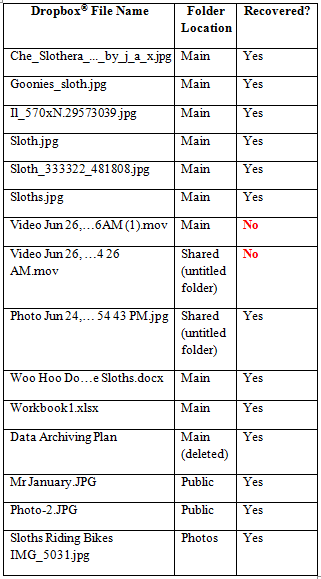 Dropbox® File Name Folder Location Recovered?
Che_Slothera_..._by_j_a_x.jpg Main Yes
Goonies_sloth.jpg Main Yes
Il_570xN.29573039.jpg Main Yes
Sloth.jpg Main Yes
Sloth_333322_481808.jpg Main Yes
Sloths.jpg Main Yes
Video Jun 26,…6AM (1).mov Main No
Video Jun 26, …4 26 AM.mov Shared (untitled folder) No
Photo Jun 24,… 54 43 PM.jpg Shared (untitled folder) Yes
Woo Hoo Do…e Sloths.docx Main Yes
Workbook1.xlsx Main Yes
Data Archiving Plan Main (deleted) Yes
Mr January.JPG Public Yes
Photo-2.JPG Public Yes
Sloths Riding Bikes IMG_5031.jpg Photos Yes